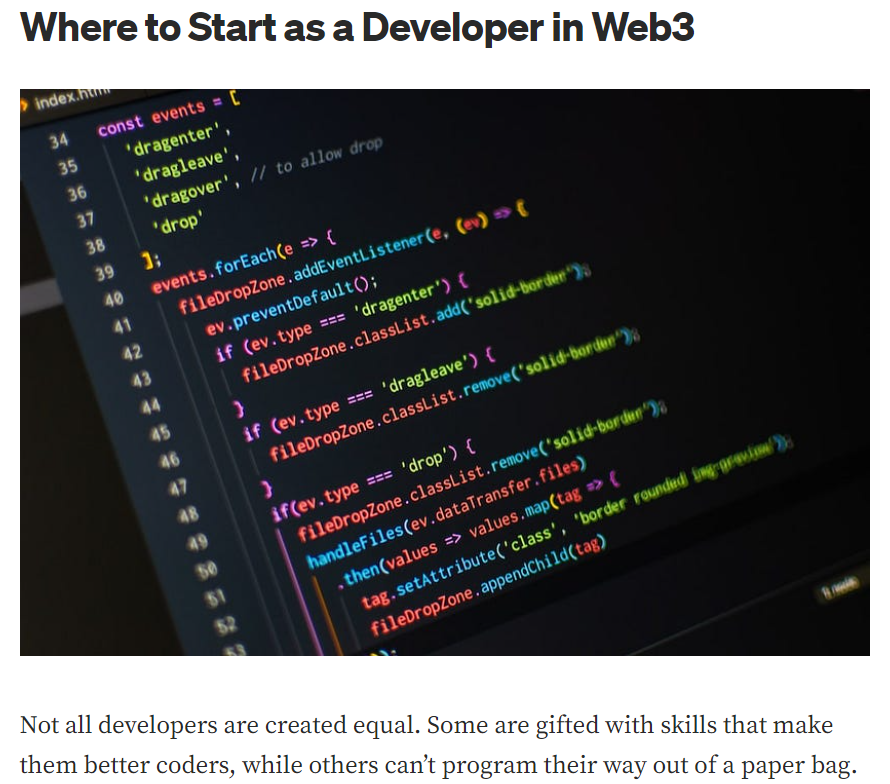 Where to Start as a Developer in Web3
index.html
34 const events = [
35 'dragenter',
36 'dragleave',
37 'dragover', // to allow drop
38 'drop'
39 ];
40 events.forEach(e => {
41 fileDropZone.addEventListener(e, (ev) => {
42 ev.preventDefault();
43 if (ev.type === 'dragenter') {
44 fileDropZone.classList.add('solid-border');
45 }
46 if (ev.type === 'dragleave') {
47 fileDropZone.classList.remove('solid-border');
48 }
49 if(ev.type === 'drop') {
50 fileDropZone.classList.remove('solid-border');
51 handleFiles(ev.dataTransfer.files)
52 .then(values => values.map(tag => {
53 tag.setAttribute('class', 'border rounded img-preview');
fileDropZone.appendChild(tag)
});
Not all developers are created equal. Some are gifted with skills that make
them better coders, while others can’t program their way out of a paper bag.